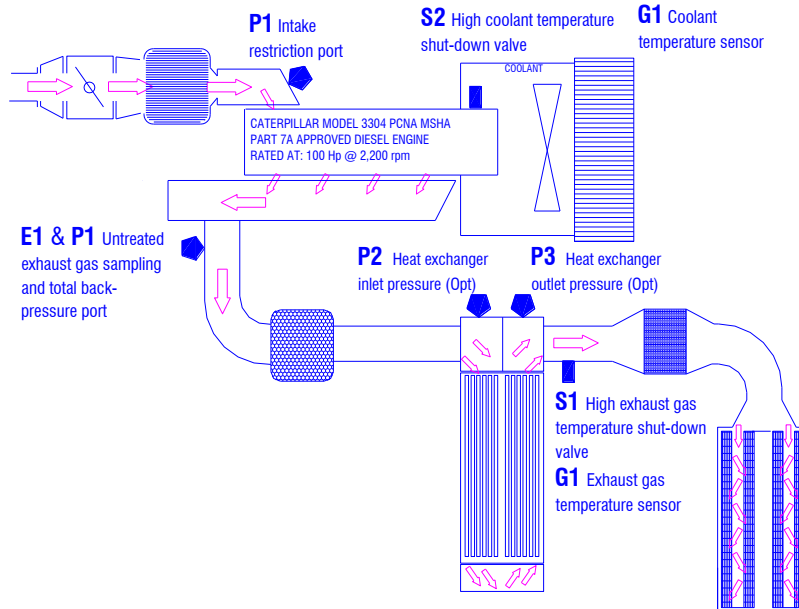 P1 Intake
restriction port
S2 High coolant temperature
shut-down valve
G1 Coolant
temperature sensor
COOLANT
CATERPILLAR MODEL 3304 PCNA MSHA
PART 7A APPROVED DIESEL ENGINE
RATED AT: 100 Hp @ 2,200 rpm
E1 & P1 Untreated
exhaust gas sampling
and total back-
pressure port
P2 Heat exchanger
inlet pressure (Opt)
P3 Heat exchanger
outlet pressure (Opt)
S1 High exhaust gas
temperature shut-down
valve
G1 Exhaust gas
temperature sensor